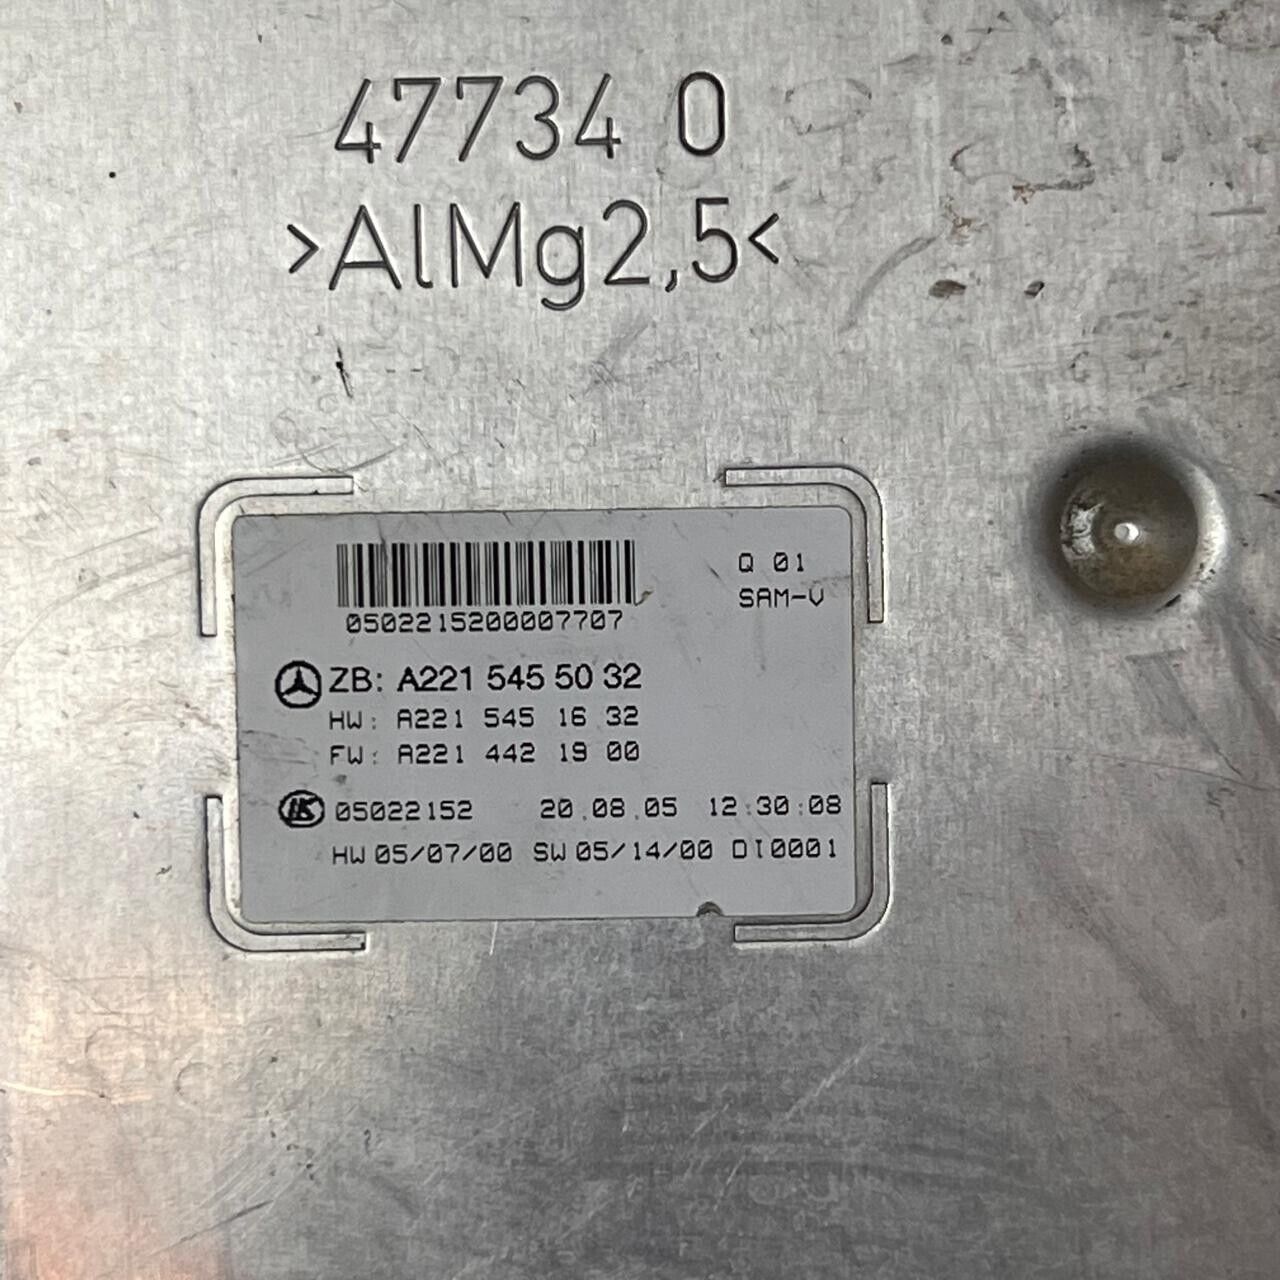 47734 0
>AlMg2,5<
Q 01
SAM-V
0502215200007707
ZB: A221 545 50 32
HW: A221 545 16 32
FW: A221 442 19 00
05022152 20.08.05 12:30:08
HW 05/07/00 SW 05/14/00 DI0001